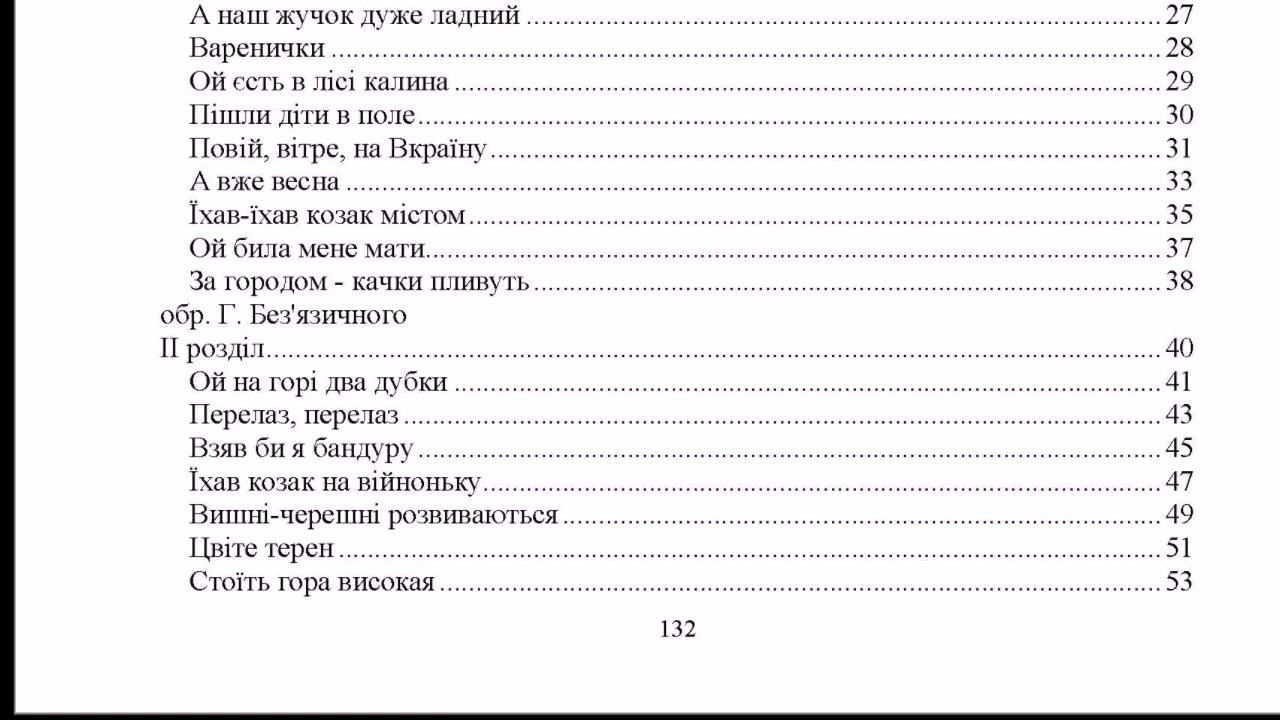 А наш жучок дуже ладний ........ 27
Варенички ........ 28
Ой єсть в лісі калина ........ 29
Пішли діти в поле ........ 30
Повій, вітре, на Вкраїну ........ 31
А вже весна ........ 33
Їхав-їхав козак містом ........ 35
Ой била мене мати ........ 37
За городом - качки пливуть ........ 38
обр. Г. Без'язичного
ІІ розділ ........ 40
Ой на горі два дубки ........ 41
Перелаз, перелаз ........ 43
Взяв би я бандуру ........ 45
Їхав козак на війноньку ........ 47
Вишні-черешні розвиваються ........ 49
Цвіте терен ........ 51
Стоїть гора високая ........ 53
132